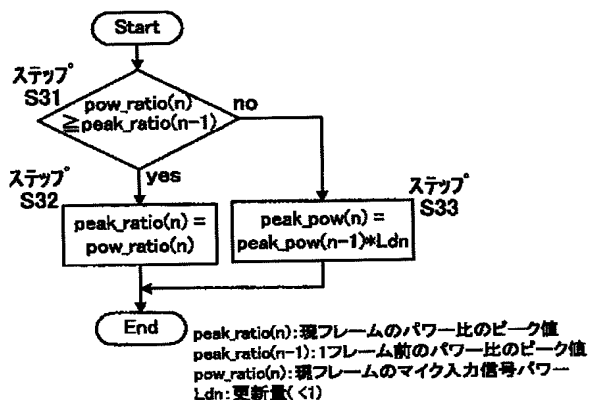 Start
ステップ
S31
pow_ratio(n)
≧peak_ratio(n-1)
no
yes
ステップ
S32
peak_ratio(n) =
pow_ratio(n)
ステップ
S33
peak_pow(n) =
peak_pow(n-1)*Ldn
End
peak_ratio(n):現フレームのパワー比のピーク値
peak_ratio(n-1):1フレーム前のパワー比のピーク値
pow_ratio(n):現フレームのマイク入力信号パワー
Ldn:更新量( <1)